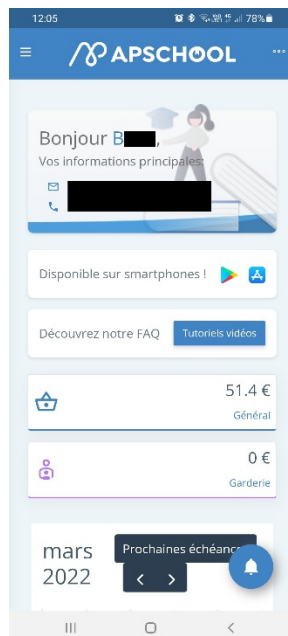 12:05
78%
APSCHOOL
Bonjour B
Vos informations principales:
Disponible sur smartphones !
Découvrez notre FAQ
Tutoriels vidéos
51.4 €
Général
0 €
Garderie
mars
2022
Prochaines échéanc